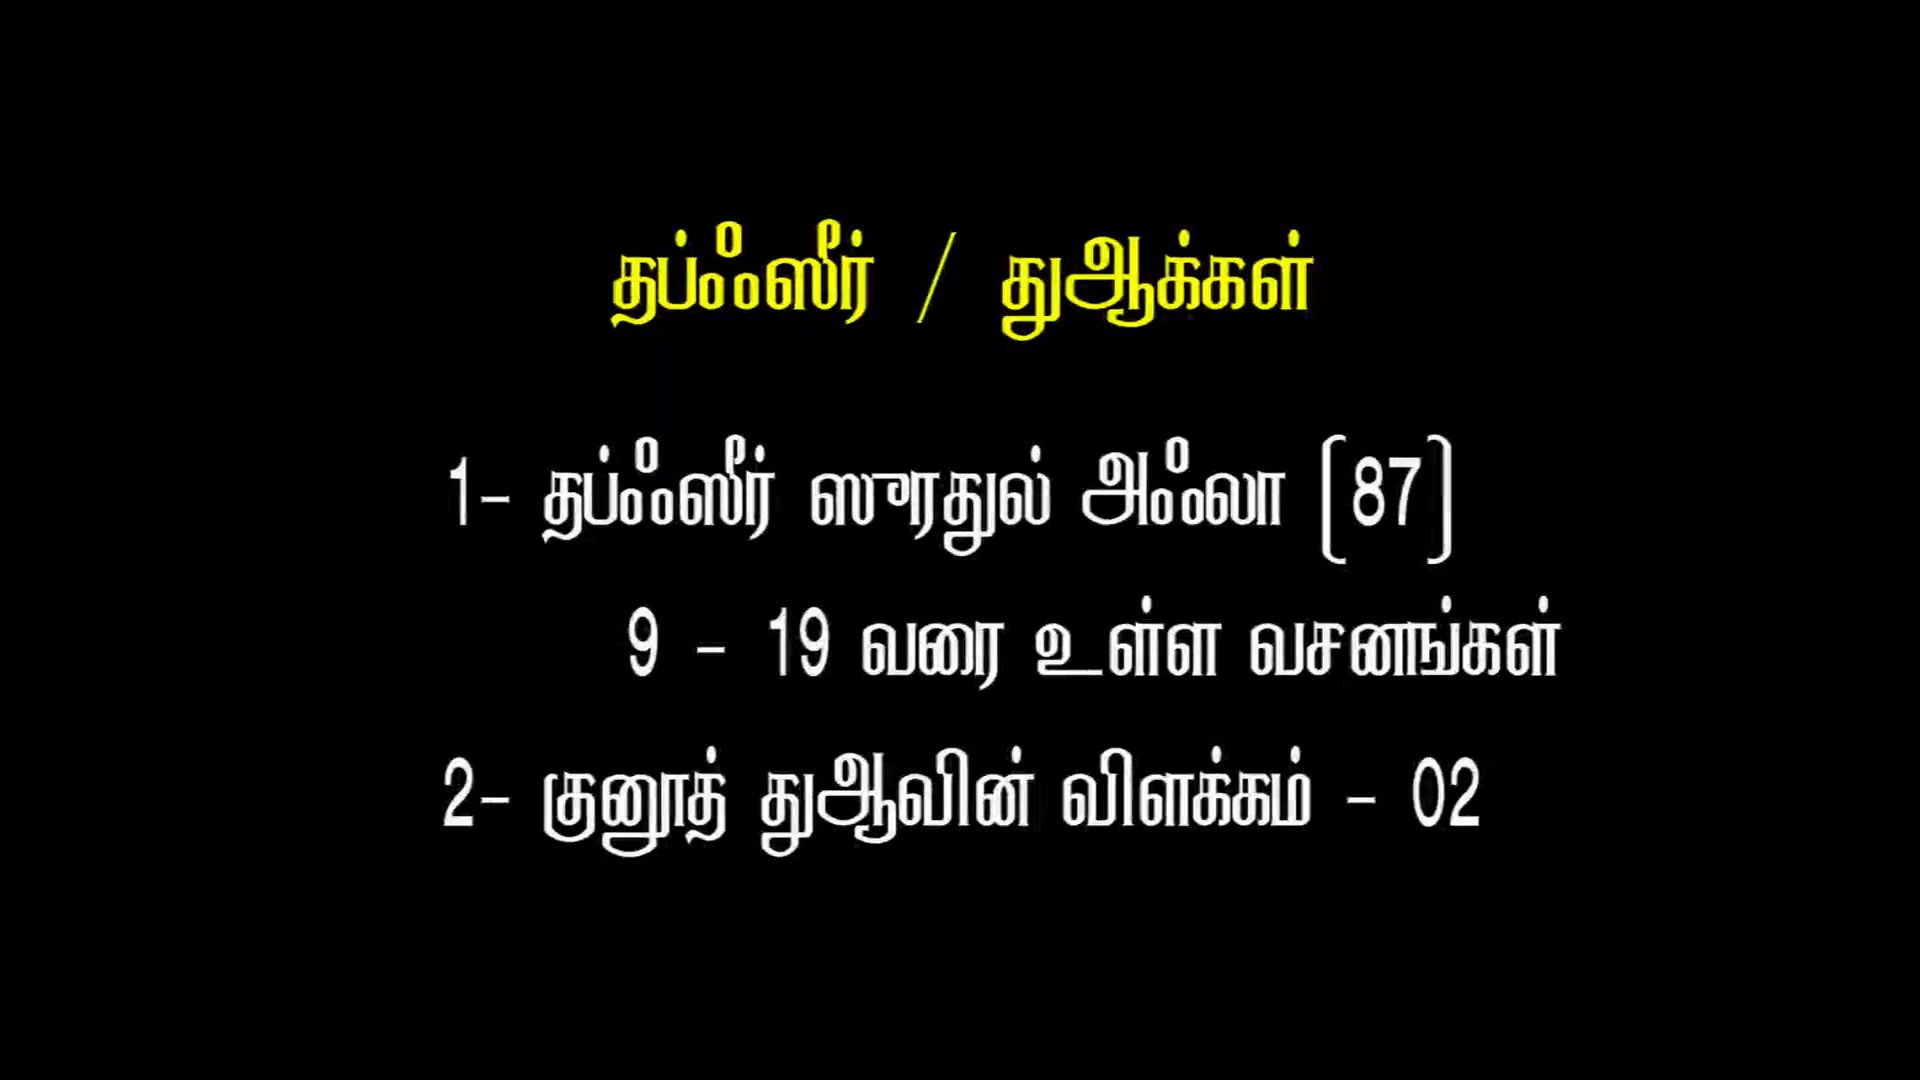 தப்ஃஸீர் / துஆக்கள்
1- தப்ஃஸீர் ஸுரதுல் அஃலா (87)
9 - 19 வரை உள்ள வசனங்கள்
2- குனூத் துஆவின் விளக்கம் - 02